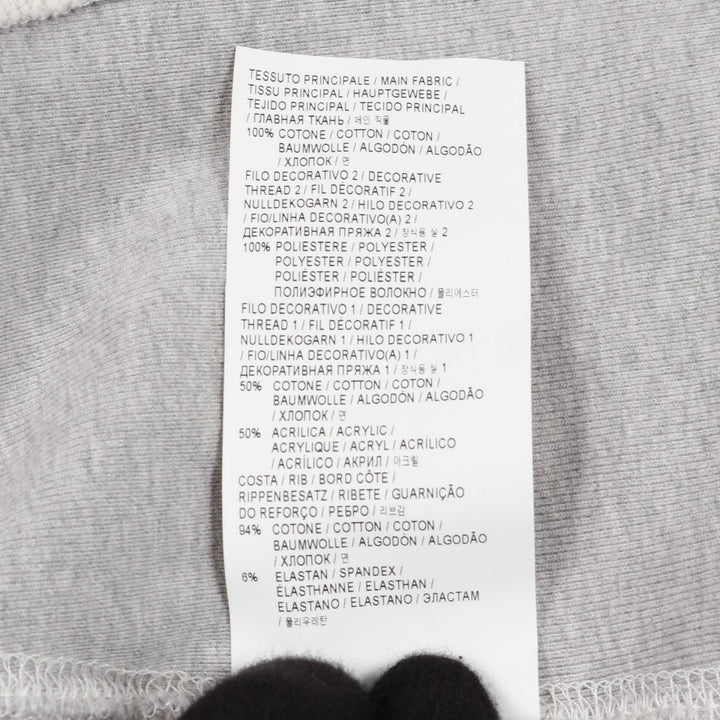 TESSUTO PRINCIPALE / MAIN FABRIC /
TISSU PRINCIPAL / HAUPTGEWEBE /
TEJIDO PRINCIPAL / TECIDO PRINCIPAL
/ ГЛАВНАЯ ТКАНЬ / 메인 직물
100% COTONE / COTTON / COTON /
BAUMWOLLE / ALGODÓN / ALGODÃO
/ ХЛОПОК / 면
FILO DECORATIVO 2 / DECORATIVE
THREAD 2 / FIL DÉCORATIF 2 /
NULLDEKOGARN 2 / HILO DECORATIVO 2
/ FIO/LINHA DECORATIVO(A) 2 /
ДЕКОРАТИВНАЯ ПРЯЖА 2 / 장식용 실 2
100% POLIESTERE / POLYESTER /
POLYESTER / POLYESTER /
POLIÉSTER / POLIÉSTER /
ПОЛИЭФИРНОЕ ВОЛОКНО / 폴리에스터
FILO DECORATIVO 1 / DECORATIVE
THREAD 1 / FIL DÉCORATIF 1 /
NULLDEKOGARN 1 / HILO DECORATIVO 1
/ FIO/LINHA DECORATIVO(A) 1 /
ДЕКОРАТИВНАЯ ПРЯЖА 1 / 장식용 실 1
50% COTONE / COTTON / COTON /
BAUMWOLLE / ALGODÓN / ALGODÃO
/ ХЛОПОК / 면
50% ACRILICA / ACRYLIC /
ACRYLIQUE / ACRYL / ACRÍLICO
/ ACRÍLICO / АКРИЛ / 아크릴
COSTA / RIB / BORD CÔTE /
RIPPENBESATZ / RIBETE / GUARNIÇÃO
DO REFORÇO / РЕБРО / 리브감
94% COTONE / COTTON / COTON /
BAUMWOLLE / ALGODÓN / ALGODÃO
/ ХЛОПОК / 면
6% ELASTAN / SPANDEX /
ÉLASTHANNE / ELASTHAN /
ELASTANO / ELASTANO / ЭЛАСТАМ
/ 폴리우레탄